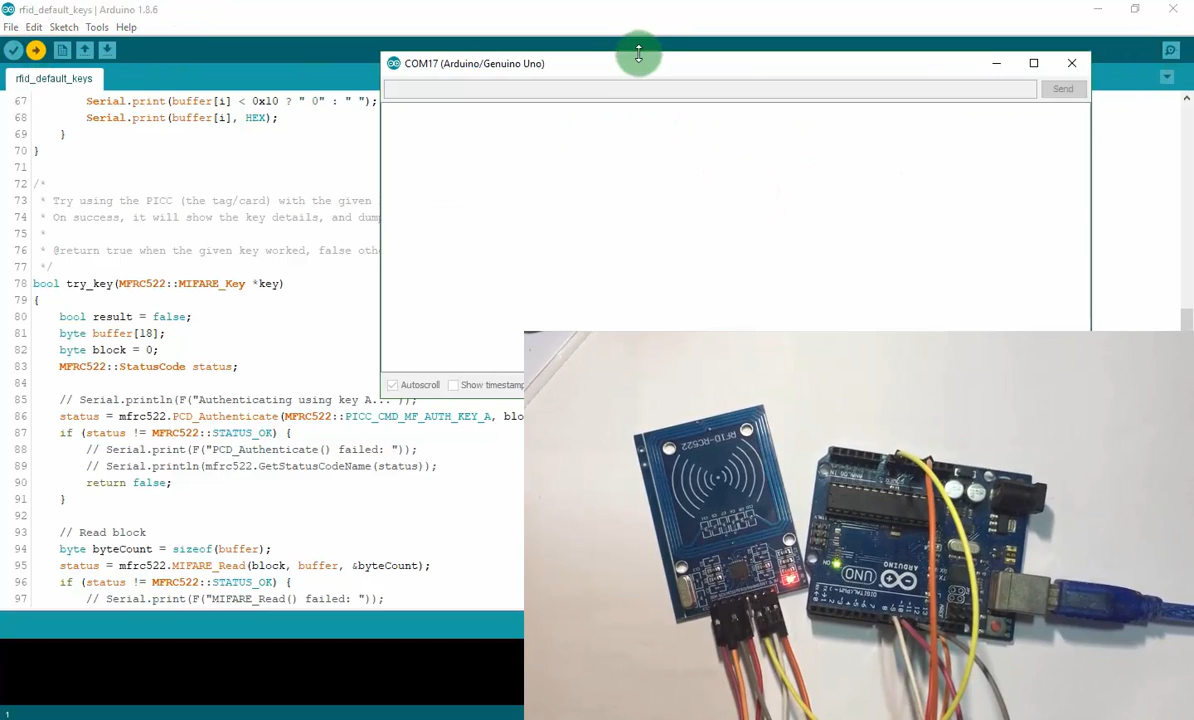 rfid_default_keys | Arduino 1.8.6
File Edit Sketch Tools Help
rfid_default_keys
COM17 (Arduino/Genuino Uno)
Send
67 Serial.print(buffer[i] < 0x10 ? " 0" : " ");
68 Serial.print(buffer[i], HEX);
69 }
70 }
71
72 /*
73 * Try using the PICC (the tag/card) with the given
74 * On success, it will show the key details, and dump
75 *
76 * @return true when the given key worked, false othe
77 */
78 bool try_key(MFRC522::MIFARE_Key *key)
79 {
80 bool result = false;
81 byte buffer[18];
82 byte block = 0;
83 MFRC522::StatusCode status;
84
85 // Serial.println(F("Authenticating using key A..."));
86 status = mfrc522.PCD_Authenticate(MFRC522::PICC_CMD_MF_AUTH_KEY_A, blo
87 if (status != MFRC522::STATUS_OK) {
88 // Serial.print(F("PCD_Authenticate() failed: "));
89 // Serial.println(mfrc522.GetStatusCodeName(status));
90 return false;
91 }
92
93 // Read block
94 byte byteCount = sizeof(buffer);
95 status = mfrc522.MIFARE_Read(block, buffer, &byteCount);
96 if (status != MFRC522::STATUS_OK) {
97 // Serial.print(F("MIFARE_Read() failed: "));
Autoscroll Show timestamp
RFID-RC522
ARDUINO
UNO
ON
1